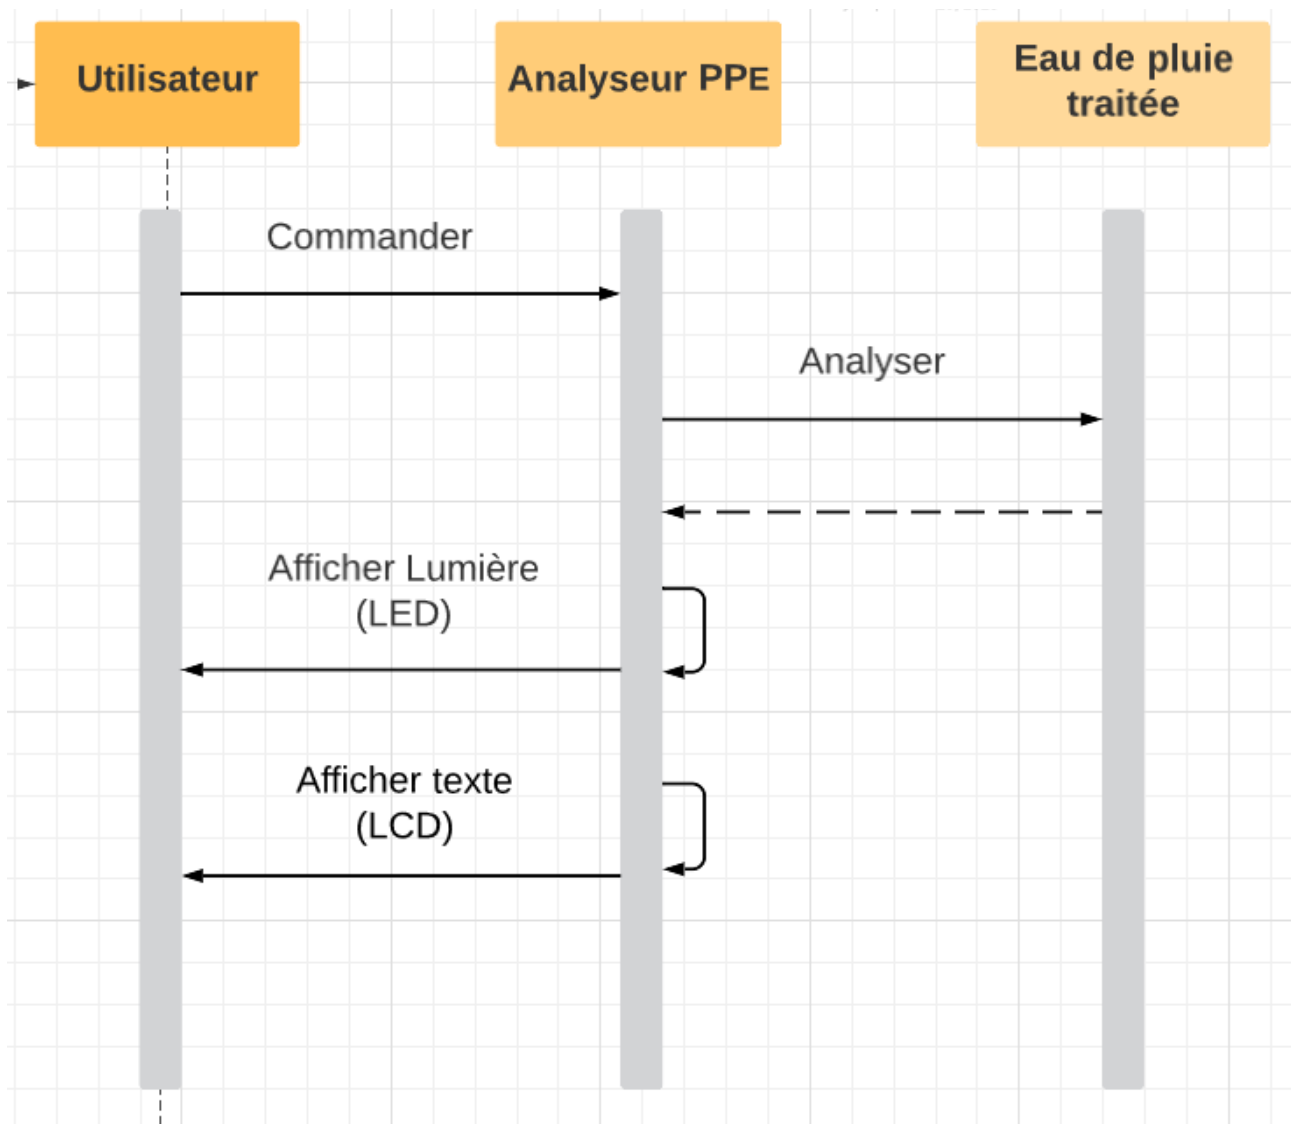 Utilisateur
Analyseur PPE
Eau de pluie
traitée
Commander
Analyser
Afficher Lumière
(LED)
Afficher texte
(LCD)